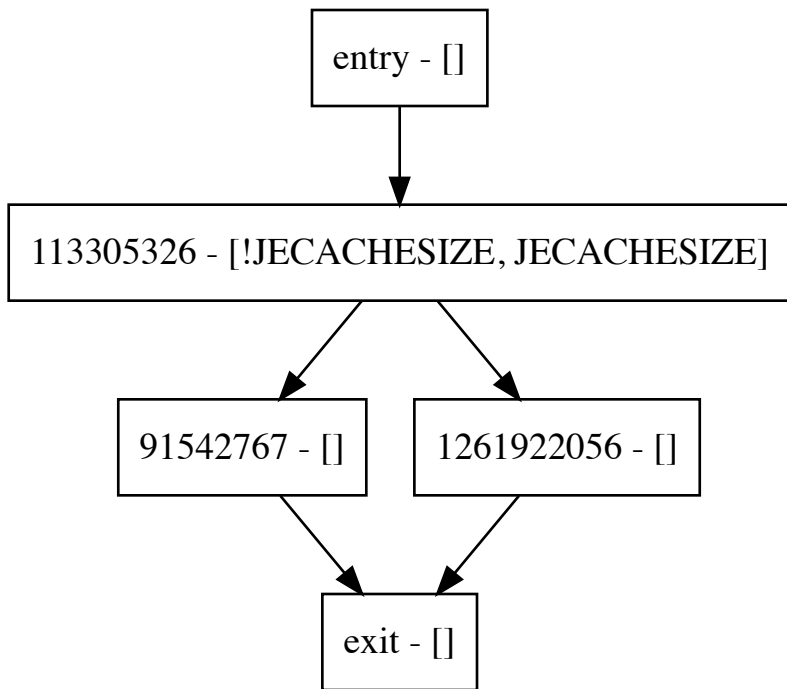 entry - []
113305326 - [!JECACHESIZE, JECACHESIZE]
91542767 - []
1261922056 - []
exit - []